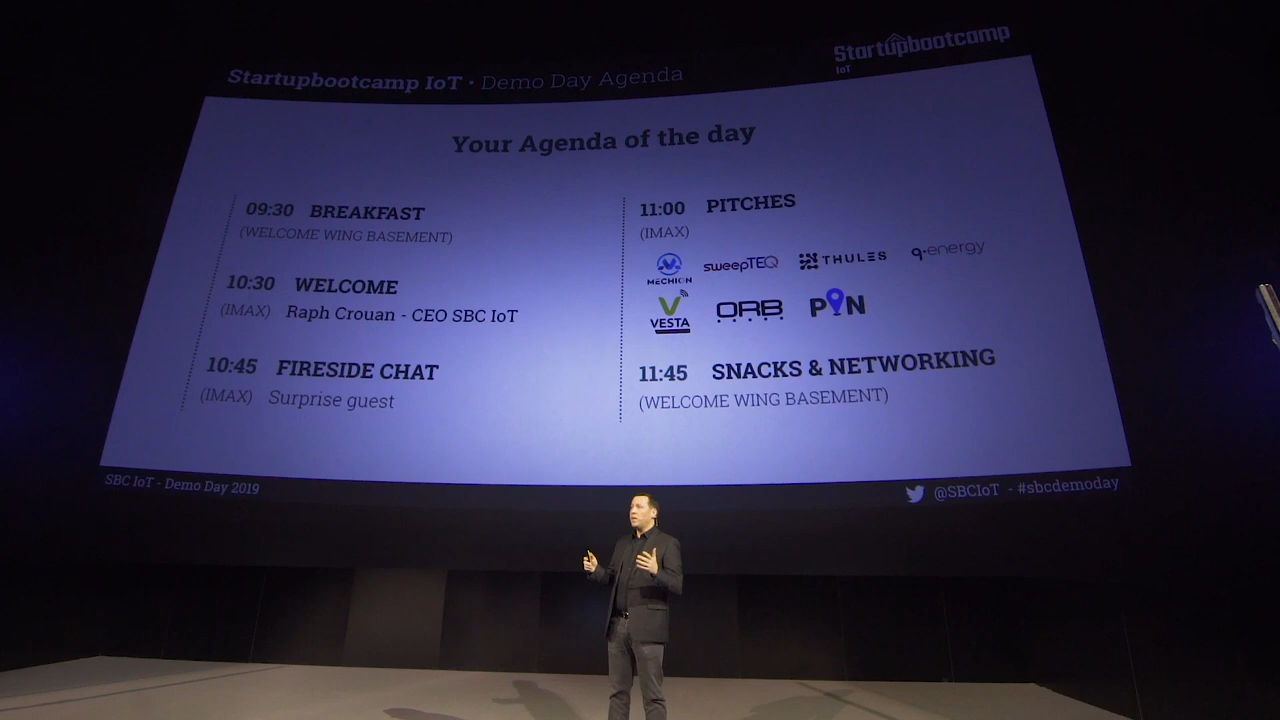 Startupbootcamp IoT • Demo Day Agenda
Startupbootcamp
IoT
Your Agenda of the day
09:30 BREAKFAST
(WELCOME WING BASEMENT)
10:30 WELCOME
(IMAX) Raph Crouan - CEO SBC IoT
10:45 FIRESIDE CHAT
(IMAX) Surprise guest
11:00 PITCHES
(IMAX)
MECHION sweepTEQ THULES q·energy
VESTA ORB PIN
11:45 SNACKS & NETWORKING
(WELCOME WING BASEMENT)
SBC IoT - Demo Day 2019
@SBCIoT - #sbcdemoday